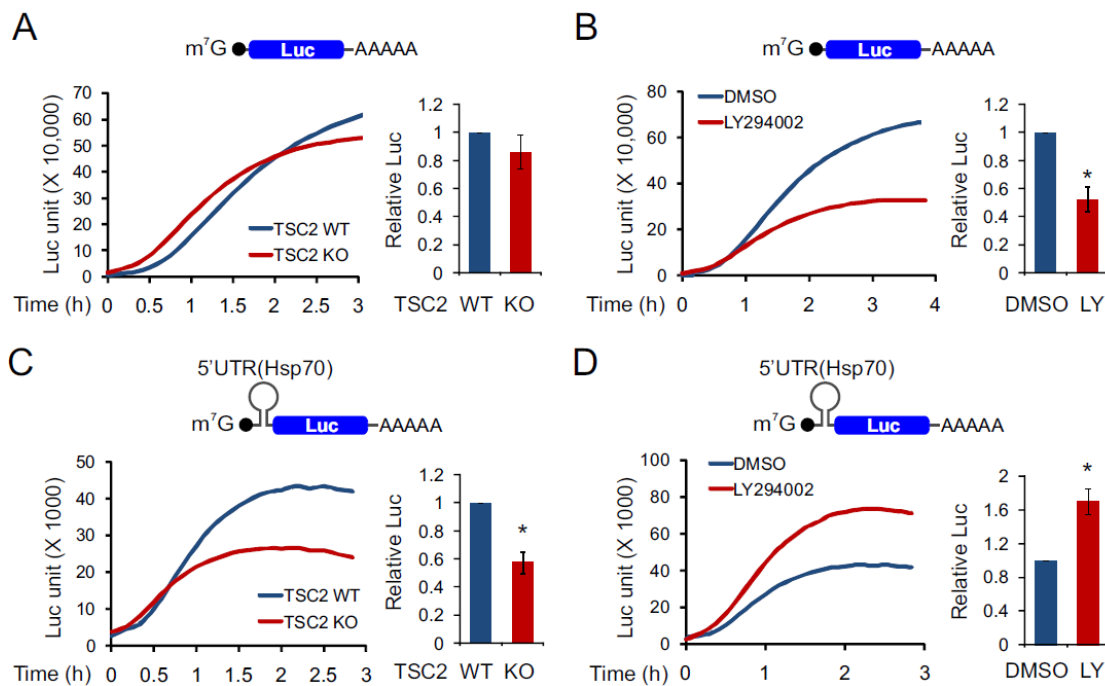 A
m⁷G Luc AAAAA
Luc unit (X 10,000)
70
60
50
40
30
20
10
0
TSC2 WT
TSC2 KO
Time (h) 0 0.5 1 1.5 2 2.5 3
Relative Luc
1.2
1
0.8
0.6
0.4
0.2
0
TSC2 WT KO
B
m⁷G Luc AAAAA
Luc unit (X 10,000)
80
60
40
20
0
DMSO
LY294002
Time (h) 0 1 2 3 4
Relative Luc
1.2
1
0.8
0.6
0.4
0.2
0
*
DMSO LY
C
5'UTR(Hsp70)
m⁷G Luc AAAAA
Luc unit (X 1000)
50
40
30
20
10
0
TSC2 WT
TSC2 KO
Time (h) 0 0.5 1 1.5 2 2.5 3
Relative Luc
1.2
1
0.8
0.6
0.4
0.2
0
*
TSC2 WT KO
D
5'UTR(Hsp70)
m⁷G Luc AAAAA
Luc unit (X 1000)
100
80
60
40
20
0
DMSO
LY294002
Time (h) 0 1 2 3
Relative Luc
2
1.6
1.2
0.8
0.4
0
*
DMSO LY